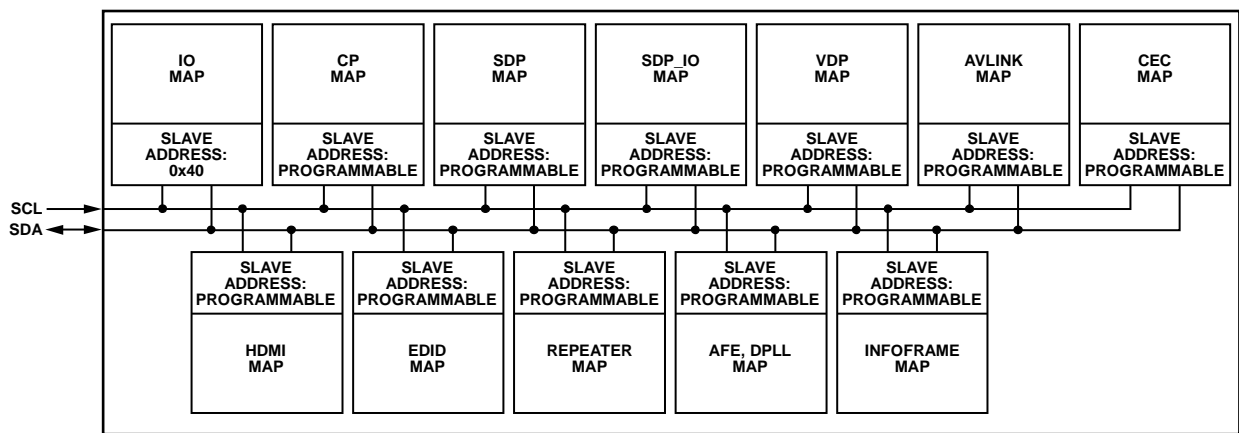 IO
MAP
CP
MAP
SDP
MAP
SDP_IO
MAP
VDP
MAP
AVLINK
MAP
CEC
MAP
SLAVE
ADDRESS:
0x40
SLAVE
ADDRESS:
PROGRAMMABLE
SLAVE
ADDRESS:
PROGRAMMABLE
SLAVE
ADDRESS:
PROGRAMMABLE
SLAVE
ADDRESS:
PROGRAMMABLE
SLAVE
ADDRESS:
PROGRAMMABLE
SLAVE
ADDRESS:
PROGRAMMABLE
SCL
SDA
SLAVE
ADDRESS:
PROGRAMMABLE
SLAVE
ADDRESS:
PROGRAMMABLE
SLAVE
ADDRESS:
PROGRAMMABLE
SLAVE
ADDRESS:
PROGRAMMABLE
SLAVE
ADDRESS:
PROGRAMMABLE
HDMI
MAP
EDID
MAP
REPEATER
MAP
AFE, DPLL
MAP
INFOFRAME
MAP